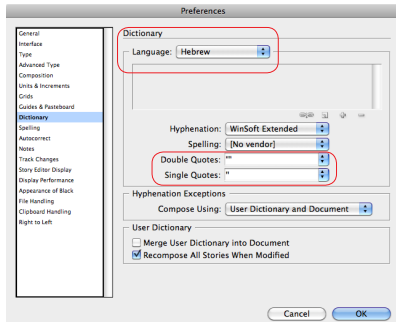 Preferences
General
Interface
Type
Advanced Type
Composition
Units & Increments
Grids
Guides & Pasteboard
Dictionary
Spelling
Autocorrect
Notes
Track Changes
Story Editor Display
Display Performance
Appearance of Black
File Handling
Clipboard Handling
Right to Left
Dictionary
Language: Hebrew
Hyphenation: WinSoft Extended
Spelling: [No vendor]
Double Quotes: ""
Single Quotes: ''
Hyphenation Exceptions
Compose Using: User Dictionary and Document
User Dictionary
Merge User Dictionary into Document
Recompose All Stories When Modified
Cancel OK